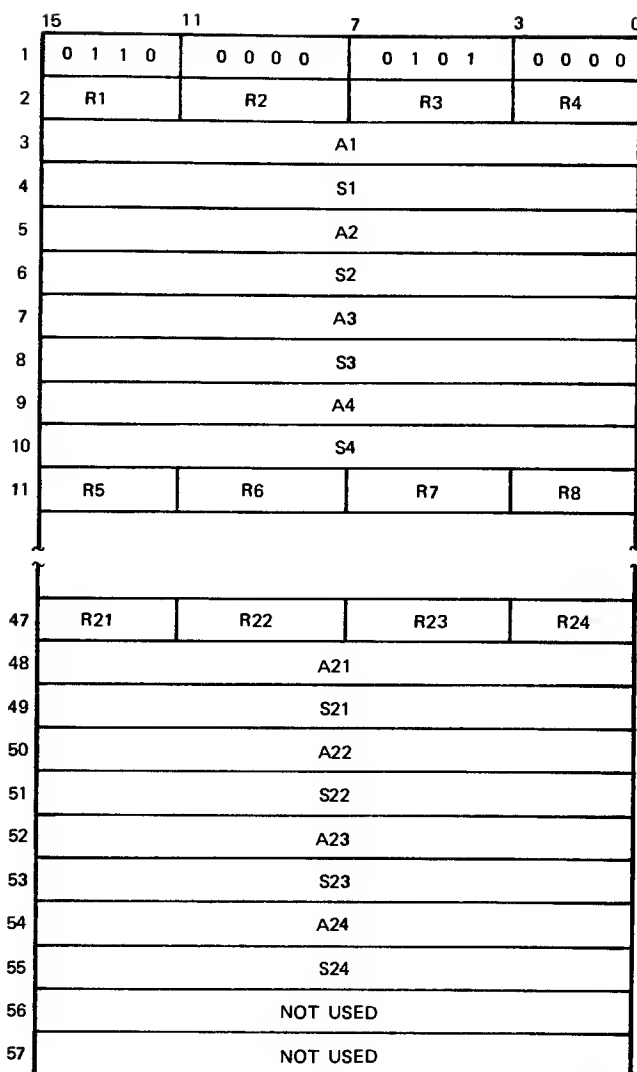 15 11 7 3 0
1 0 1 1 0 0 0 0 0 0 1 0 1 0 0 0 0
2 R1 R2 R3 R4
3 A1
4 S1
5 A2
6 S2
7 A3
8 S3
9 A4
10 S4
11 R5 R6 R7 R8
47 R21 R22 R23 R24
48 A21
49 S21
50 A22
51 S22
52 A23
53 S23
54 A24
55 S24
56 NOT USED
57 NOT USED